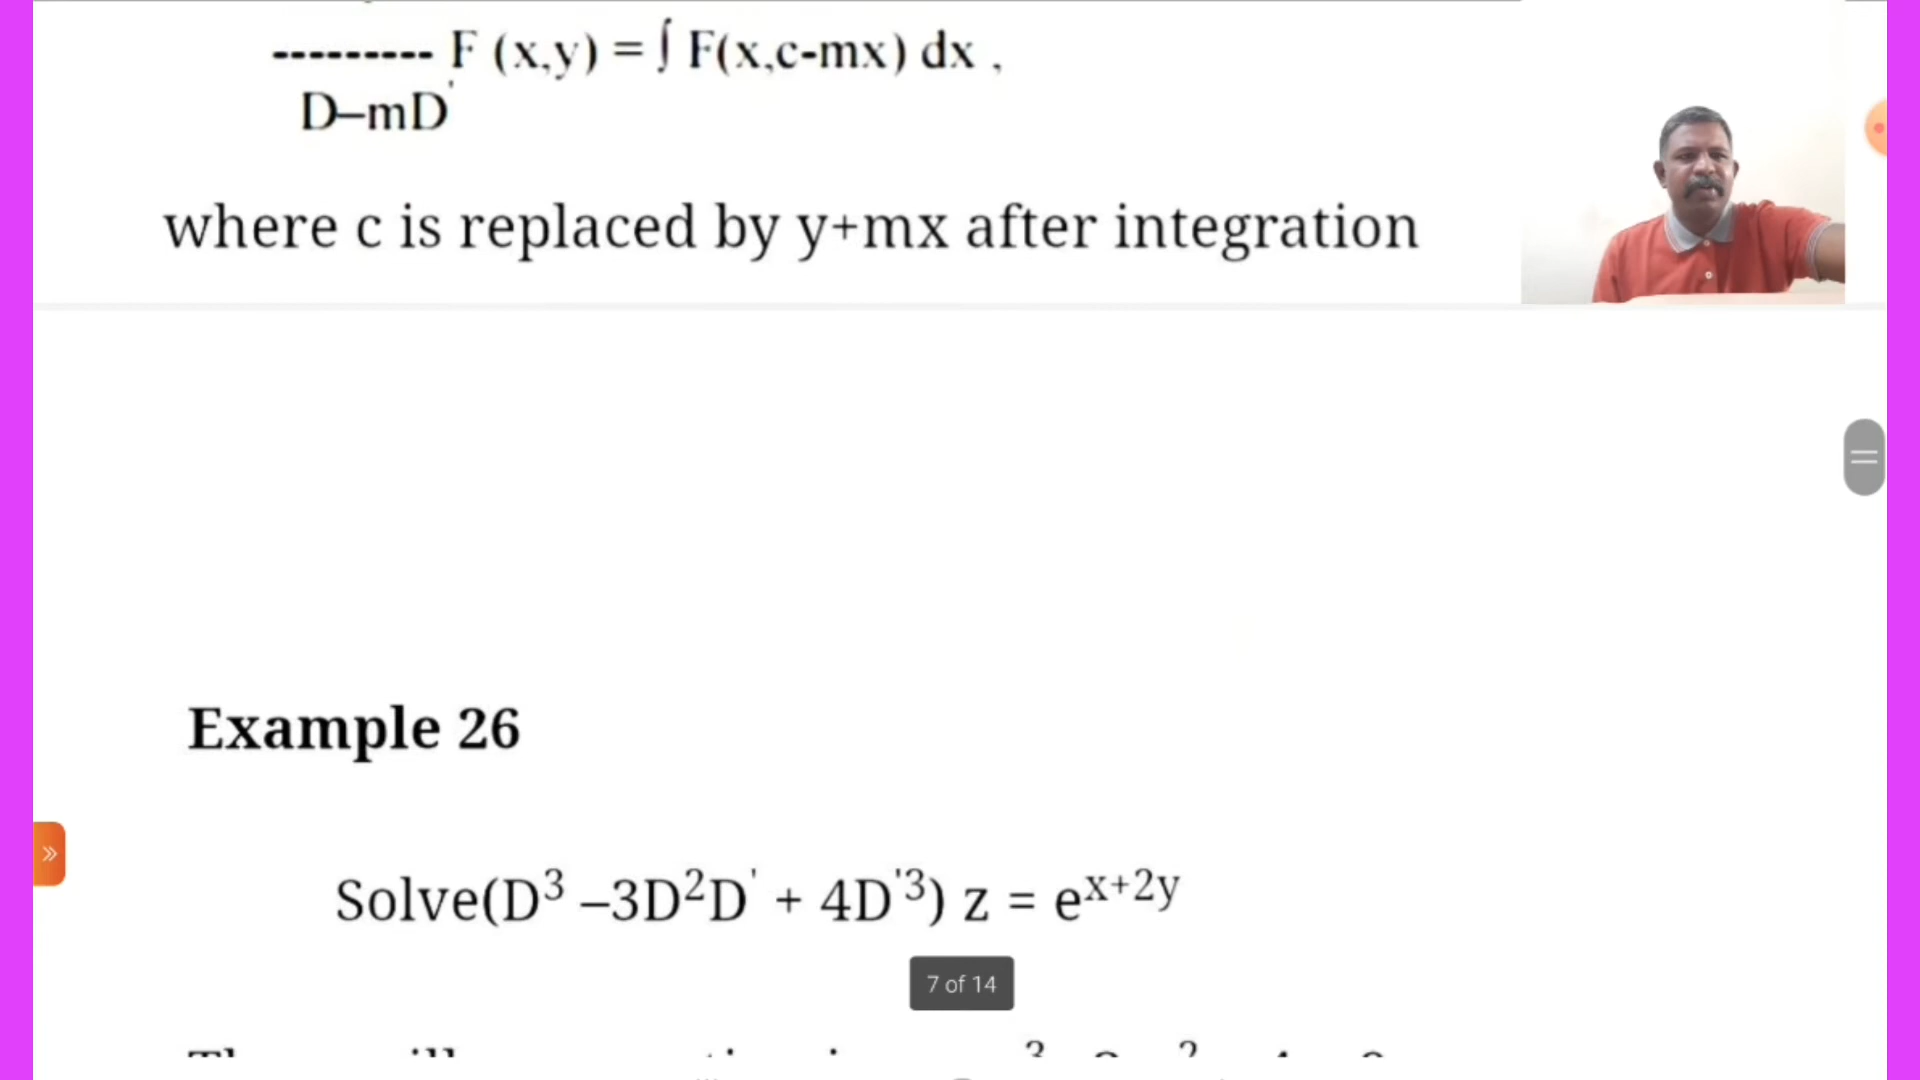 --------- F (x,y) = ∫ F(x,c-mx) dx ,
D–mD'
where c is replaced by y+mx after integration
Example 26
Solve(D³ –3D²D' + 4D'³) z = eˣ⁺²ʸ
7 of 14